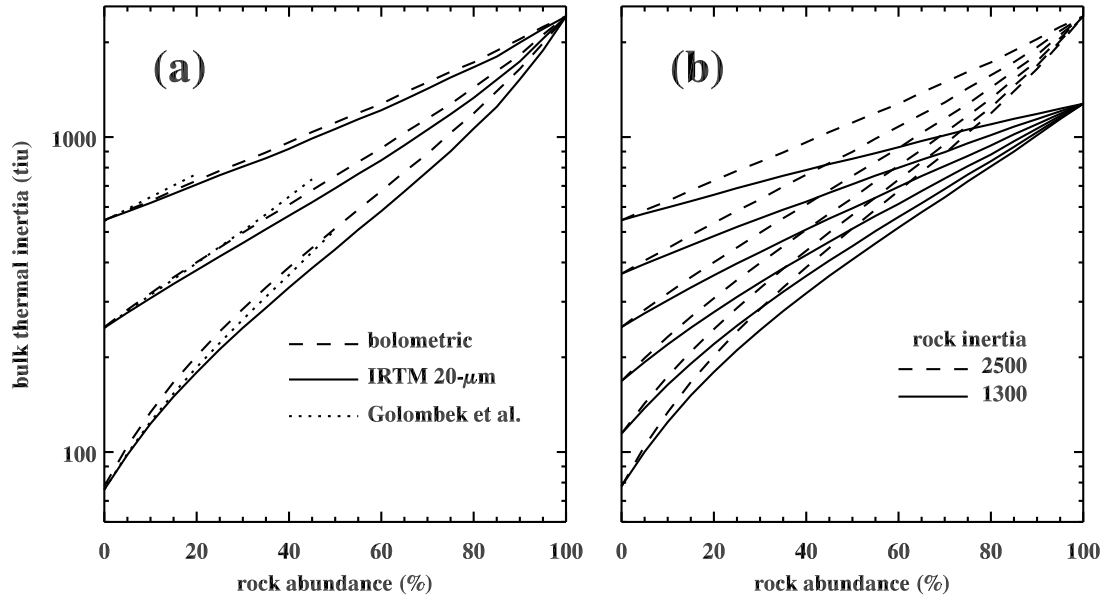 (a)
(b)
bulk thermal inertia (tiu)
1000
100
bolometric
IRTM 20-μm
Golombek et al.
rock inertia
2500
1300
0 20 40 60 80 100
0 20 40 60 80 100
rock abundance (%)
rock abundance (%)